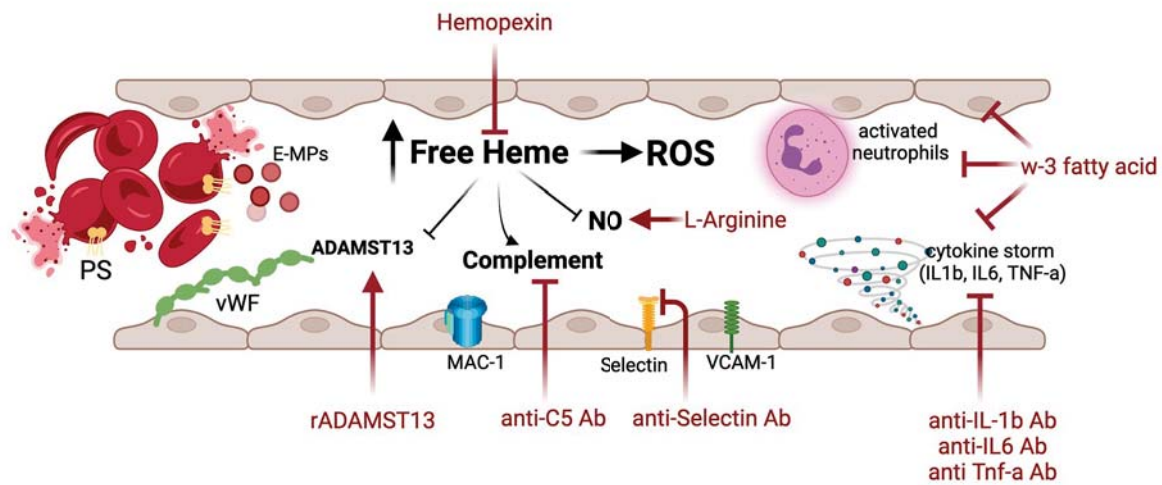 Hemopexin
E-MPs
Free Heme
ROS
activated
neutrophils
w-3 fatty acid
PS
NO
L-Arginine
ADAMST13
Complement
cytokine storm
(IL1b, IL6, TNF-a)
vWF
MAC-1
Selectin
VCAM-1
rADAMST13
anti-C5 Ab
anti-Selectin Ab
anti-IL-1b Ab
anti-IL6 Ab
anti Tnf-a Ab